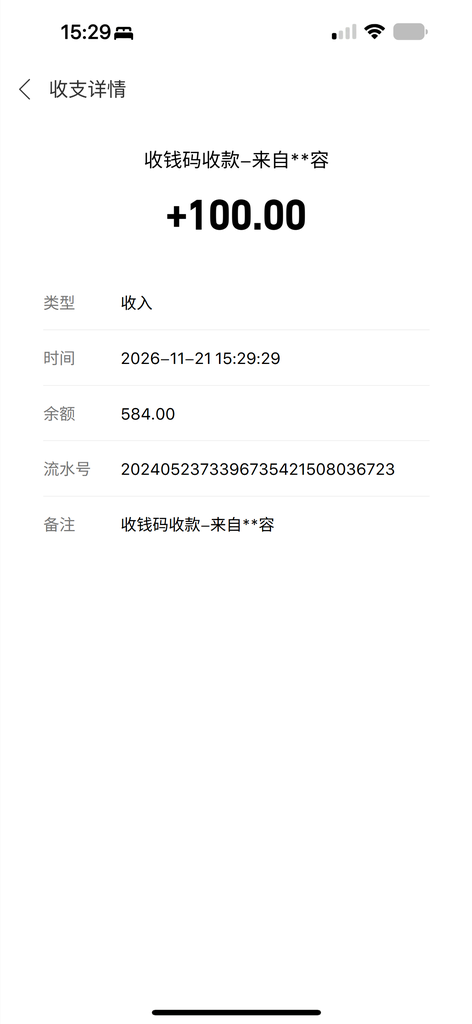 15:29
收支详情
收钱码收款-来自**容
+100.00
类型 收入
时间 2026-11-21 15:29:29
余额 584.00
流水号 2024052373396735421508036723
备注 收钱码收款-来自**容